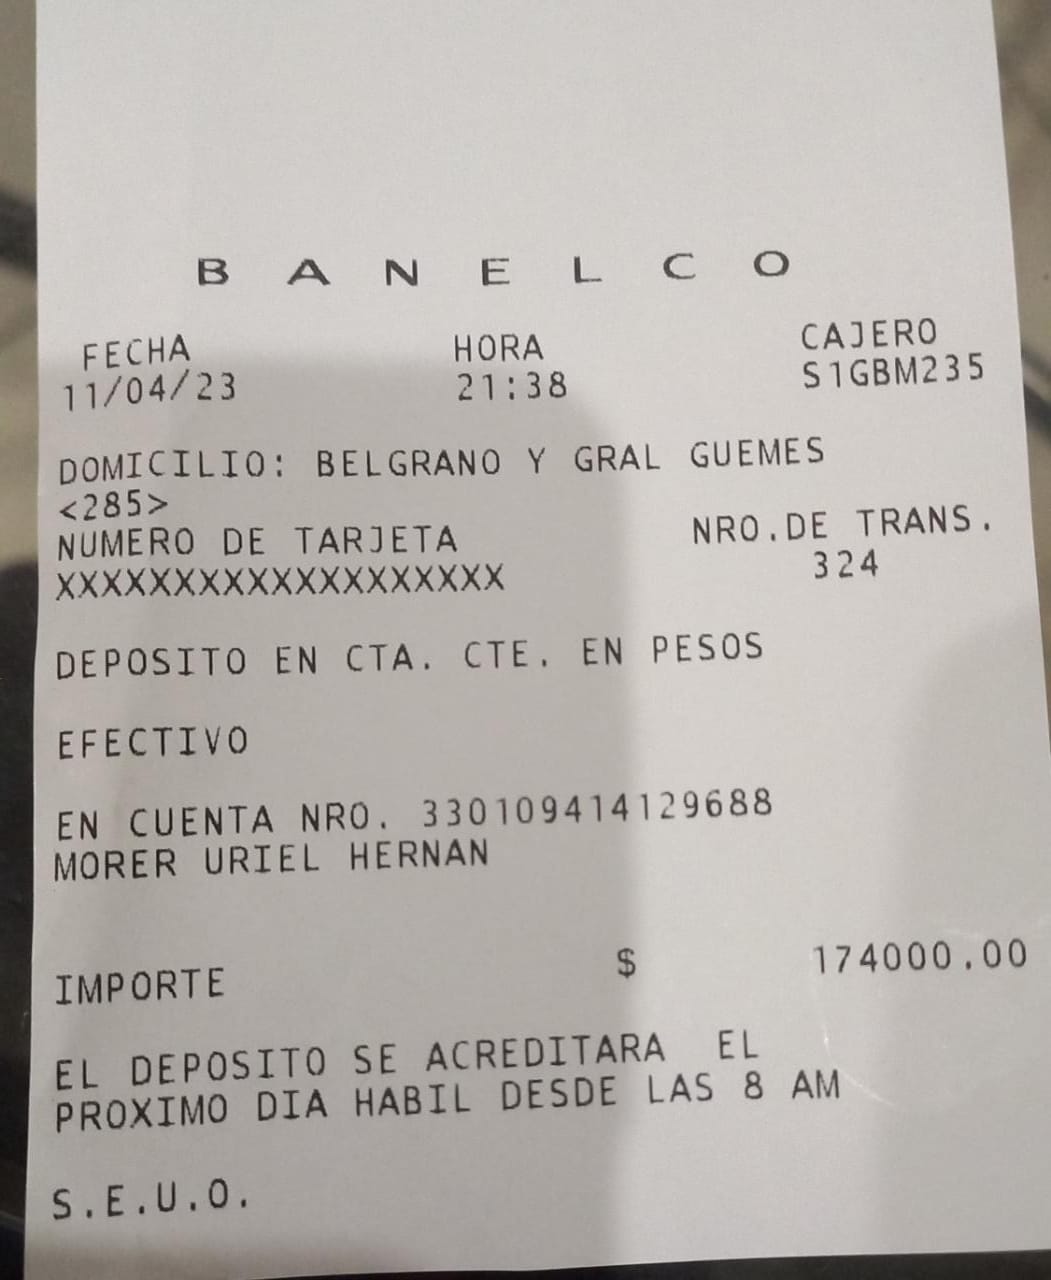 B A N E L C O
FECHA HORA CAJERO
11/04/23 21:38 S1GBM235
DOMICILIO: BELGRANO Y GRAL GUEMES
<285>
NUMERO DE TARJETA NRO.DE TRANS.
XXXXXXXXXXXXXXXXXXX 324
DEPOSITO EN CTA. CTE. EN PESOS
EFECTIVO
EN CUENTA NRO. 330109414129688
MORER URIEL HERNAN
IMPORTE $ 174000.00
EL DEPOSITO SE ACREDITARA EL
PROXIMO DIA HABIL DESDE LAS 8 AM
S.E.U.O.